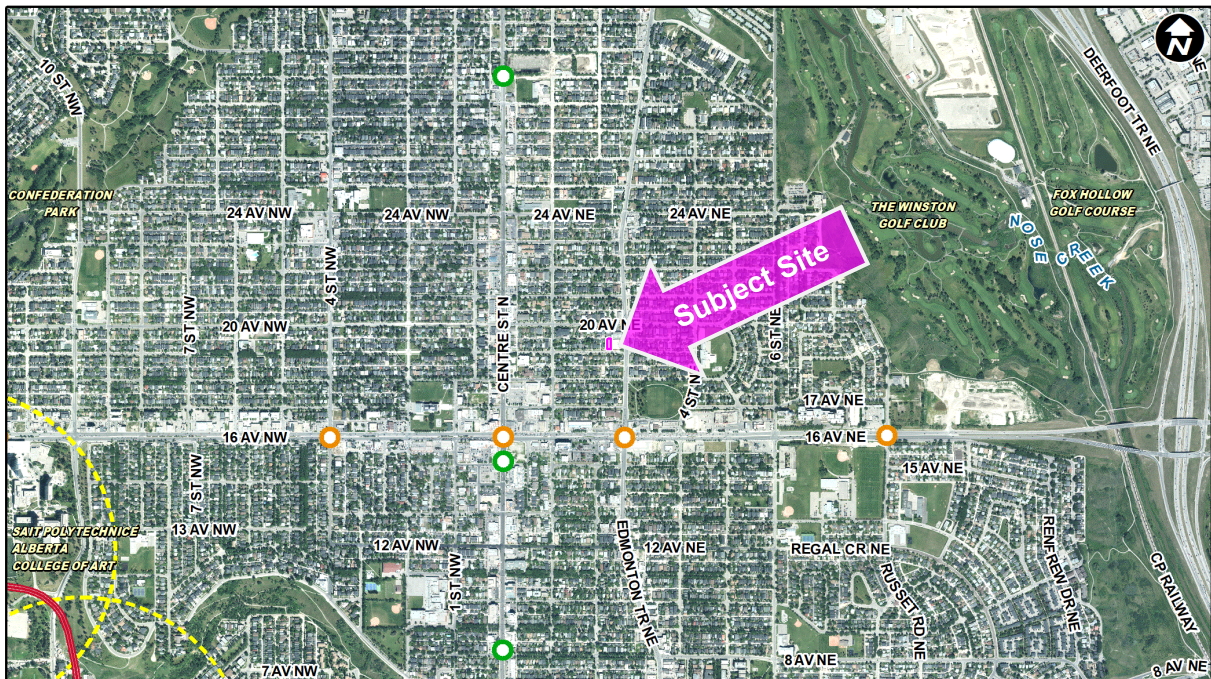 N
NE
10 ST NW
DEERFOOT TR NE
CONFEDERATION
PARK
24 AV NW
24 AV NW
24 AV NE
24 AV NE
THE WINSTON
GOLF CLUB
FOX HOLLOW
GOLF COURSE
NOSE CREEK
Subject Site
4 ST NW
7 ST NW
20 AV NW
CENTRE ST N
20 AV NE
6 ST NE
4 ST N
17 AV NE
16 AV NW
16 AV NE
15 AV NE
7 ST NW
13 AV NW
SAIT POLYTECHNICE
ALBERTA
COLLEGE OF ART
12 AV NW
1 ST NW
EDMONTON TR NE
12 AV NE
REGAL CR NE
RUSSET RD NE
RENFREW DR NE
CP RAILWAY
7 AV NW
8 AV NE
8 AV NE